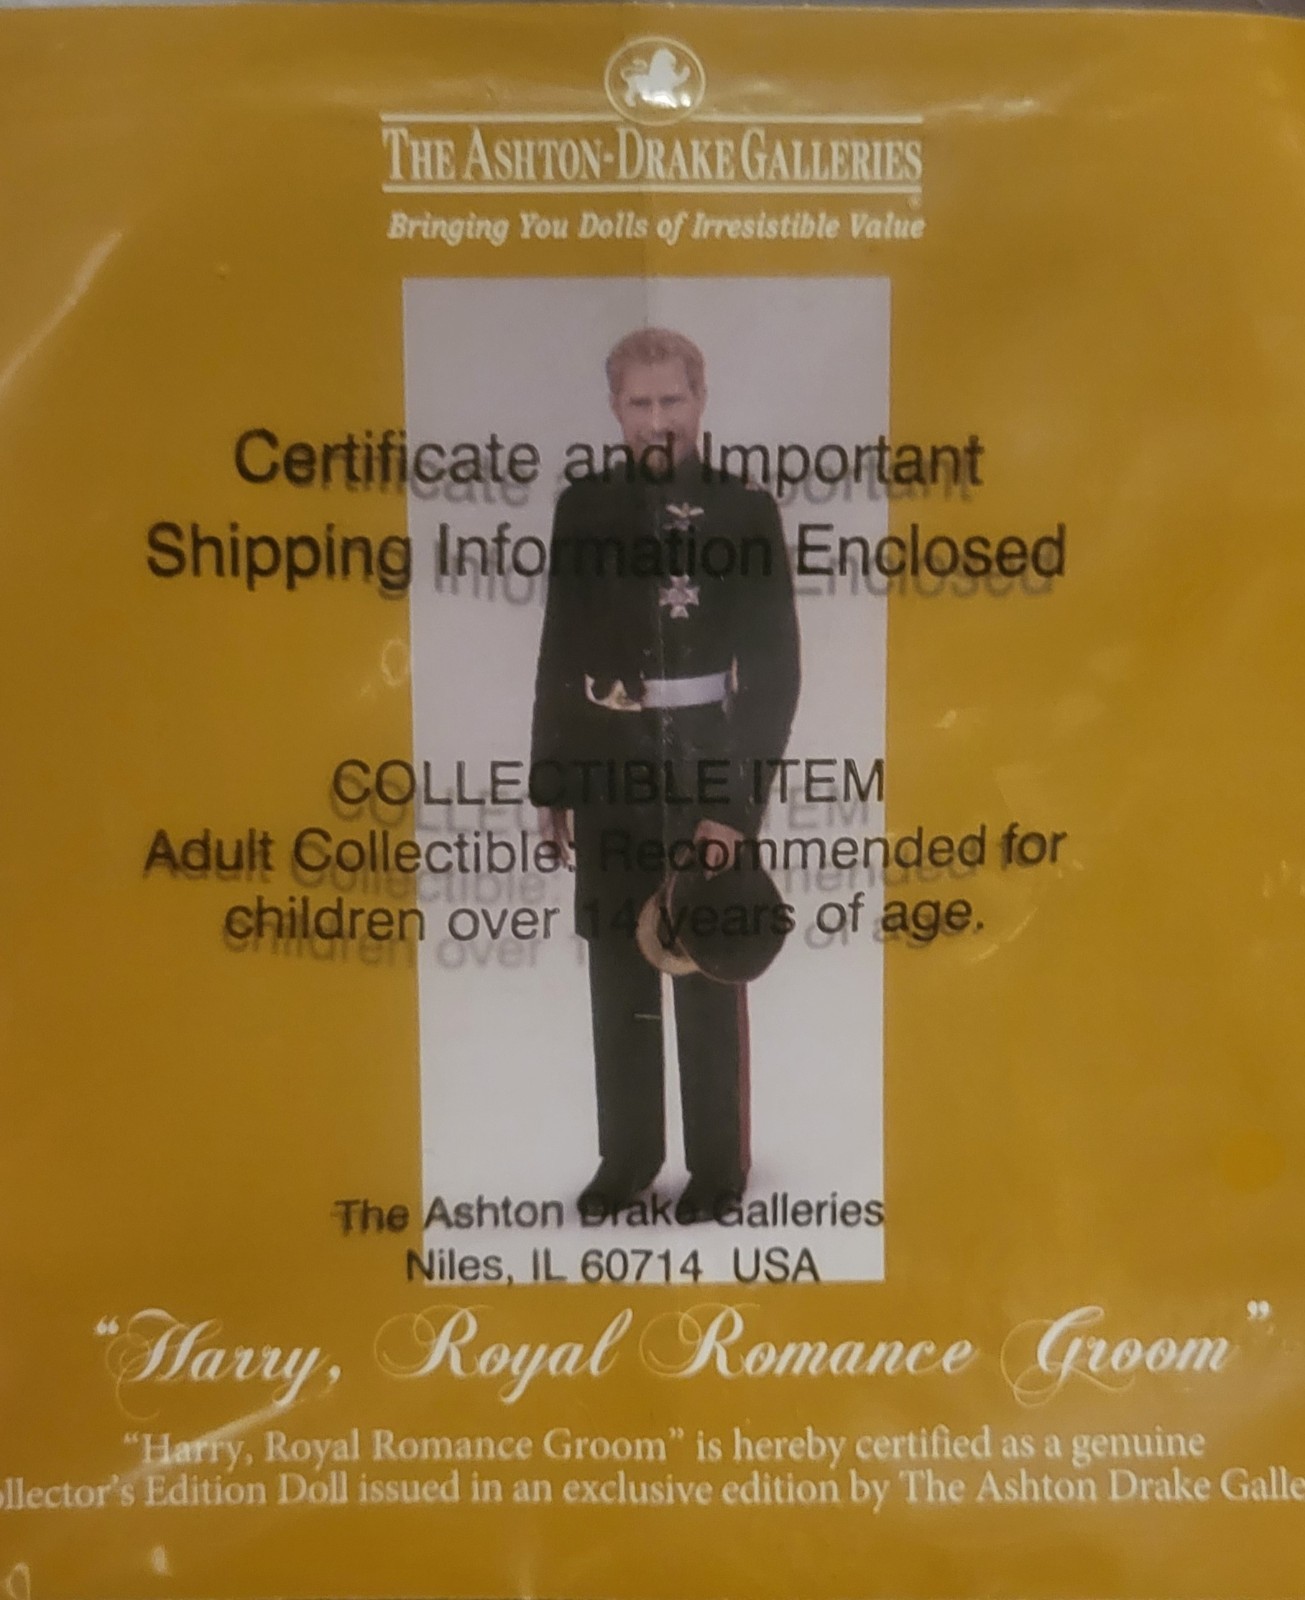 THE ASHTON-DRAKE GALLERIES
®
Bringing You Dolls of Irresistible Value
Certificate and Important
Shipping Information Enclosed
COLLECTIBLE ITEM
Adult Collectible: Recommended for
children over 14 years of age.
The Ashton Drake Galleries
Niles, IL 60714 USA
“Harry, Royal Romance Groom”
“Harry, Royal Romance Groom” is hereby certified as a genuine
ollector’s Edition Doll issued in an exclusive edition by The Ashton Drake Galle